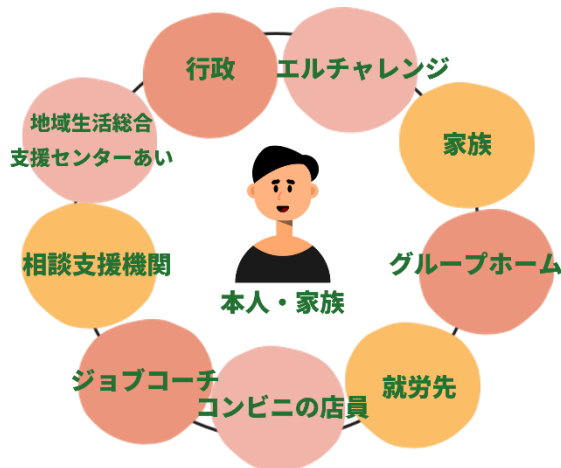 行政
エルチャレンジ
地域生活総合
支援センターあい
家族
相談支援機関
グループホーム
本人・家族
ジョブコーチ
就労先
コンビニの店員